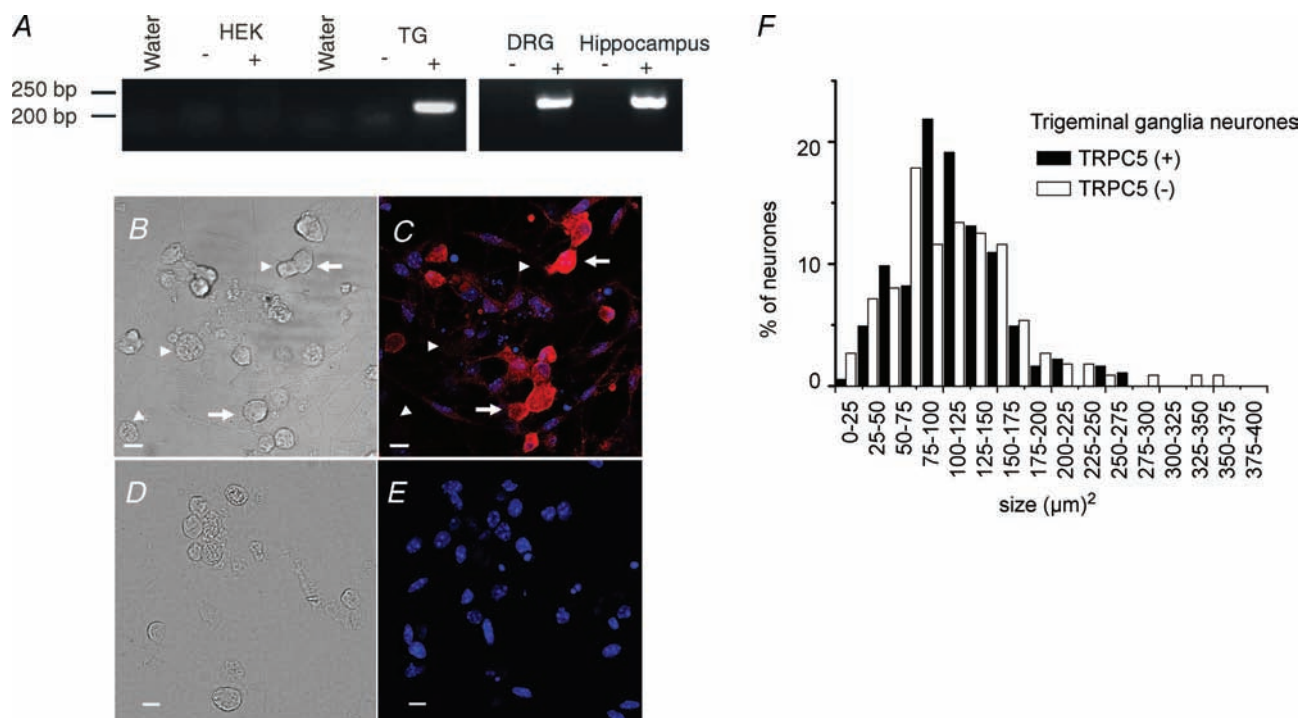 A
Water
HEK
- +
Water
TG
- +
DRG
- +
Hippocampus
- +
250 bp
200 bp
B
C
D
E
F
Trigeminal ganglia neurones
TRPC5 (+)
TRPC5 (-)
% of neurones
20
10
0
0-25
25-50
50-75
75-100
100-125
125-150
150-175
175-200
200-225
225-250
250-275
275-300
300-325
325-350
350-375
375-400
size (µm)²